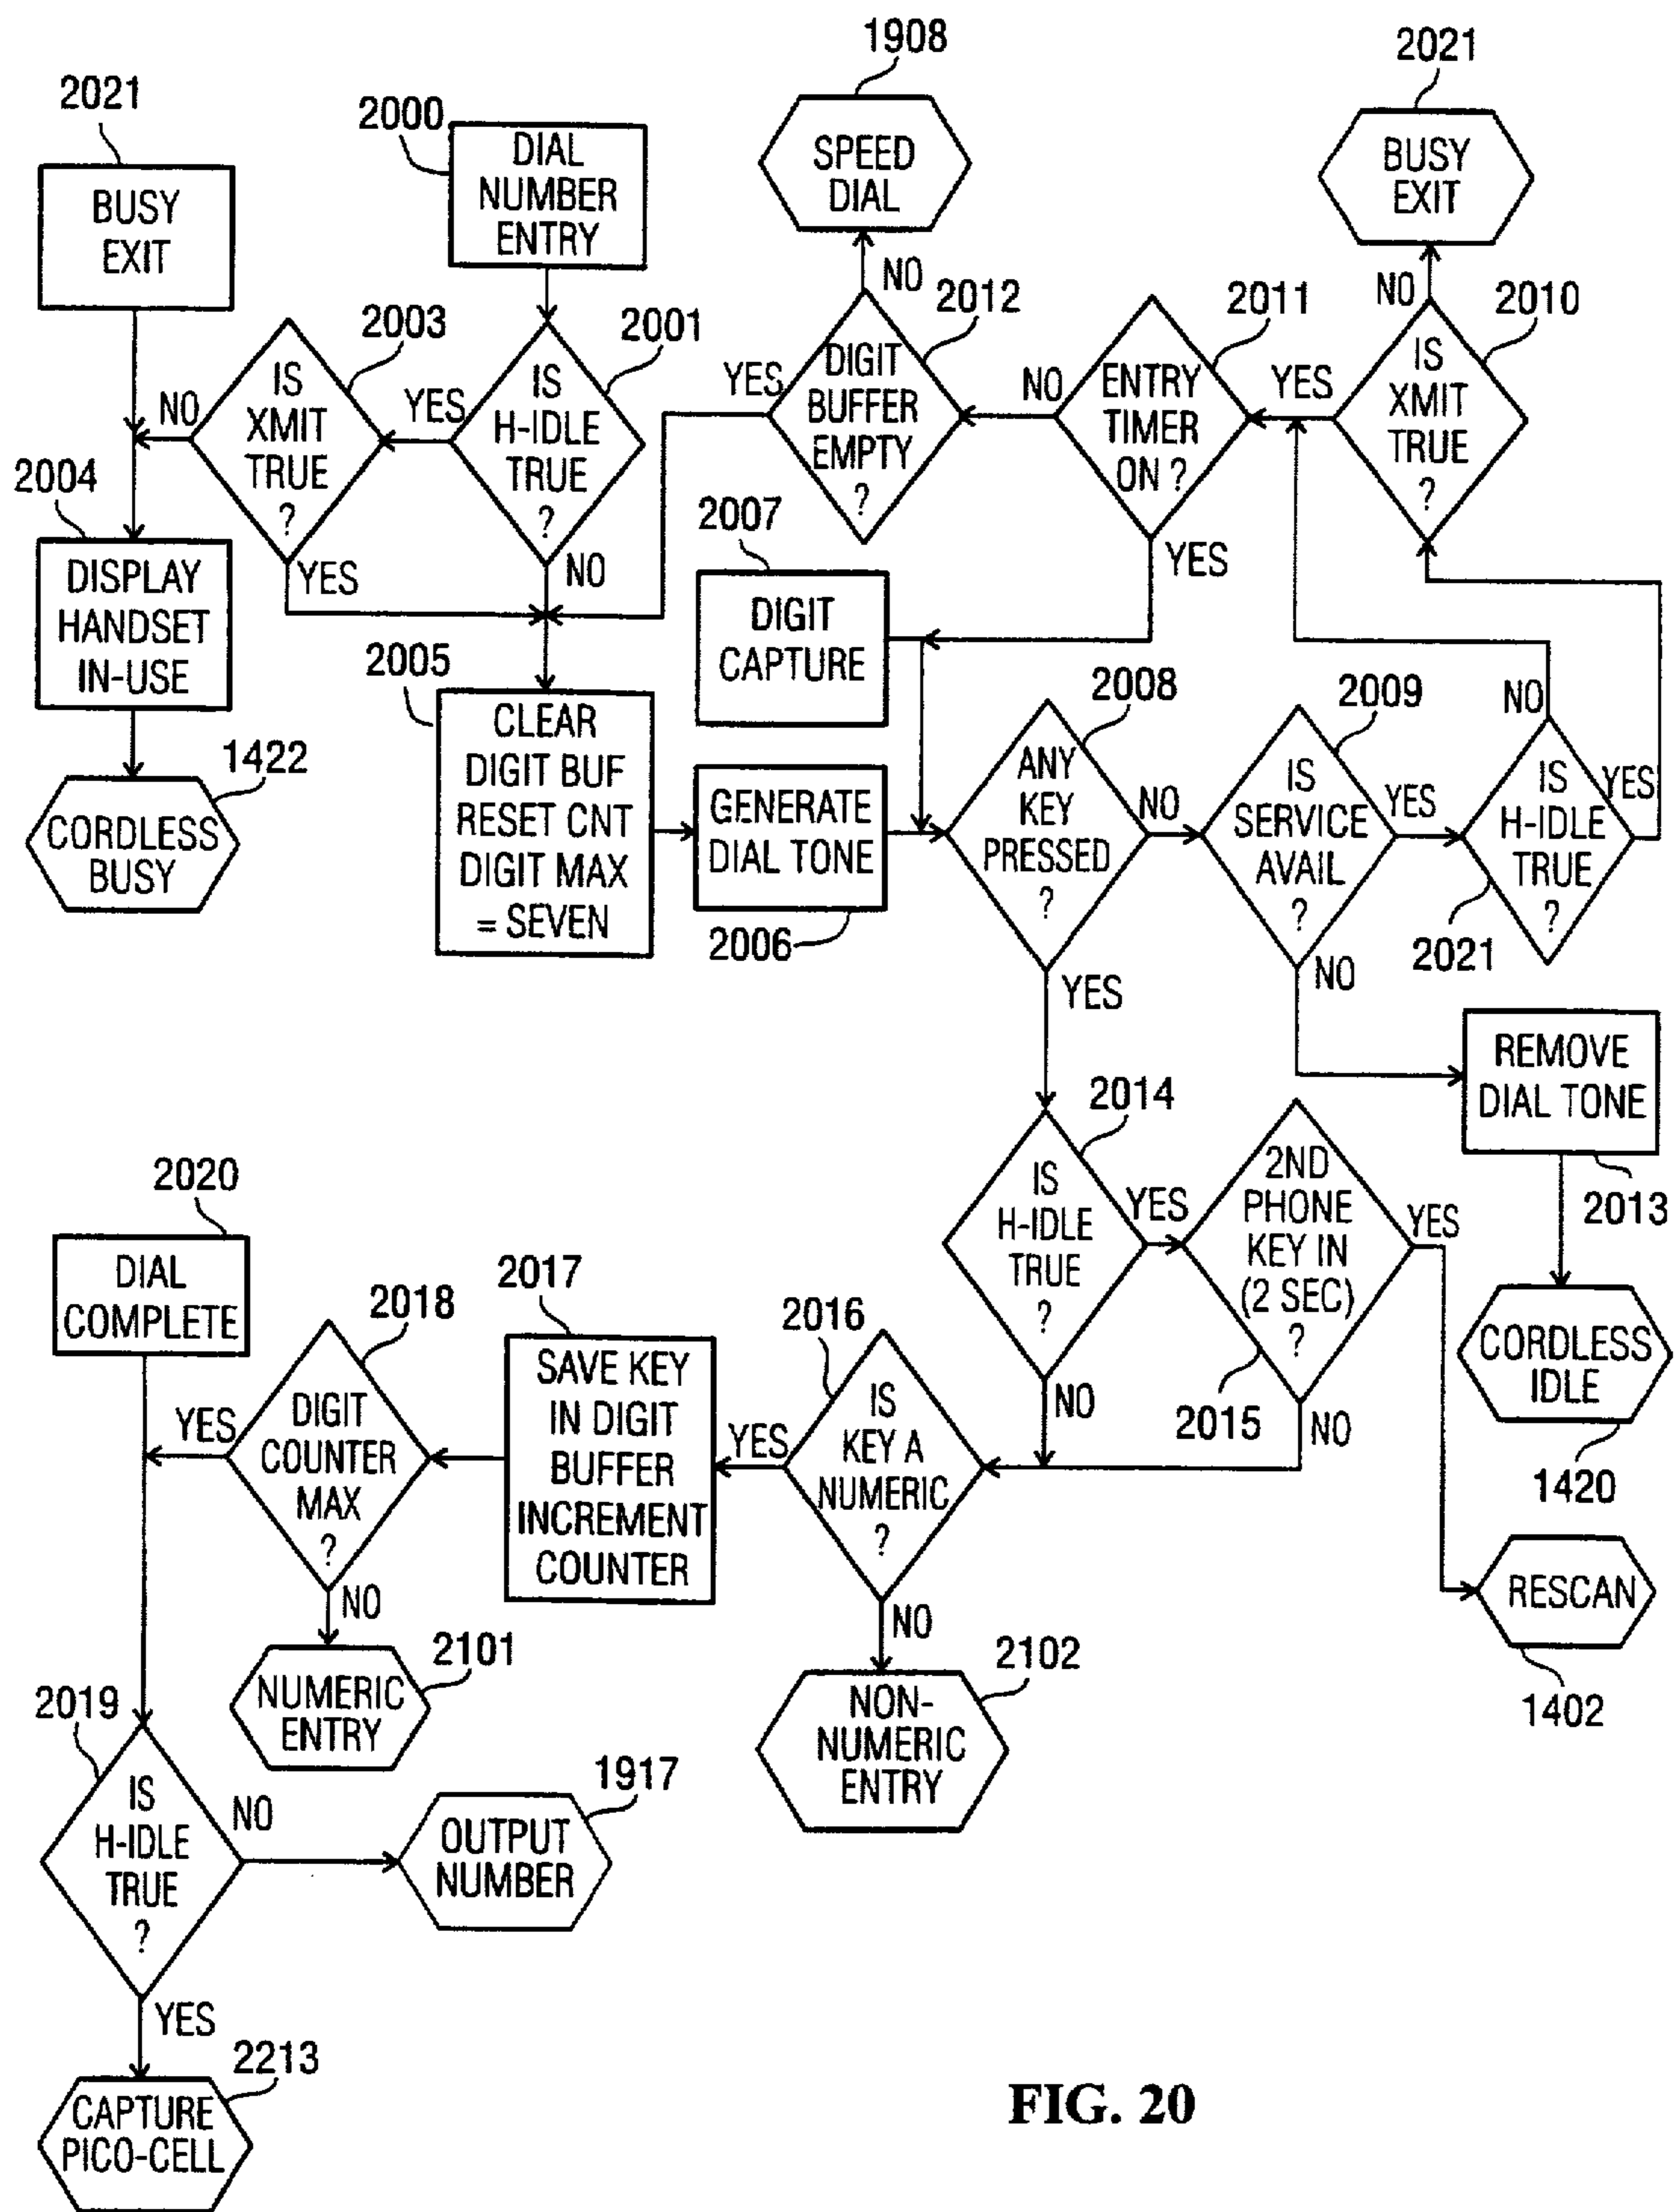 1908
SPEED
DIAL
NO
2021
BUSY
EXIT
NO
2021
BUSY
EXIT
2000
DIAL
NUMBER
ENTRY
2003
IS
XMIT
TRUE
?
NO
YES
2001
IS
H-IDLE
TRUE
?
YES
NO
2012
DIGIT
BUFFER
EMPTY
?
YES
2011
ENTRY
TIMER
ON ?
NO
YES
2010
IS
XMIT
TRUE
?
YES
2004
DISPLAY
HANDSET
IN-USE
1422
CORDLESS
BUSY
2005
CLEAR
DIGIT BUF
RESET CNT
DIGIT MAX
= SEVEN
2007
DIGIT
CAPTURE
GENERATE
DIAL TONE
2006
2008
ANY
KEY
PRESSED
?
NO
YES
2009
IS
SERVICE
AVAIL
?
YES
NO
NO
IS
H-IDLE
TRUE
?
YES
2021
REMOVE
DIAL TONE
2013
CORDLESS
IDLE
1420
2014
IS
H-IDLE
TRUE
?
YES
NO
2ND
PHONE
KEY IN
(2 SEC)
?
2015
YES
NO
RESCAN
1402
2016
IS
KEY A
NUMERIC
?
YES
NO
2102
NON-
NUMERIC
ENTRY
2017
SAVE KEY
IN DIGIT
BUFFER
INCREMENT
COUNTER
2018
DIGIT
COUNTER
MAX
?
YES
NO
2101
NUMERIC
ENTRY
2020
DIAL
COMPLETE
2019
IS
H-IDLE
TRUE
?
NO
1917
OUTPUT
NUMBER
YES
2213
CAPTURE
PICO-CELL
FIG. 20